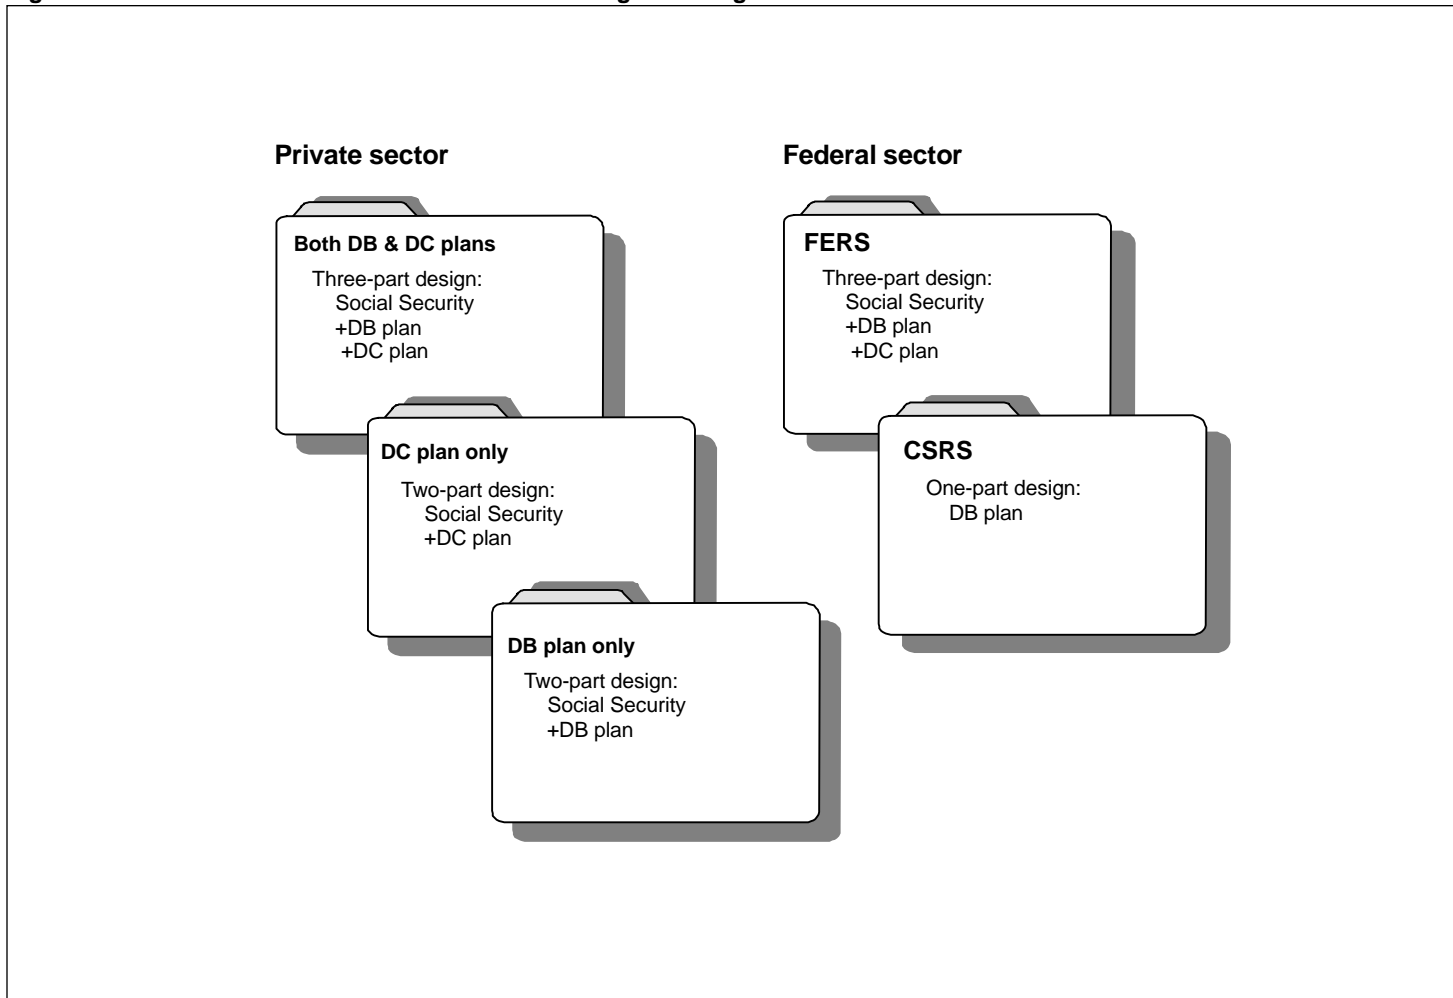 Private sector
Both DB & DC plans
Three-part design:
Social Security
+DB plan
+DC plan
DC plan only
Two-part design:
Social Security
+DC plan
DB plan only
Two-part design:
Social Security
+DB plan
Federal sector
FERS
Three-part design:
Social Security
+DB plan
+DC plan
CSRS
One-part design:
DB plan